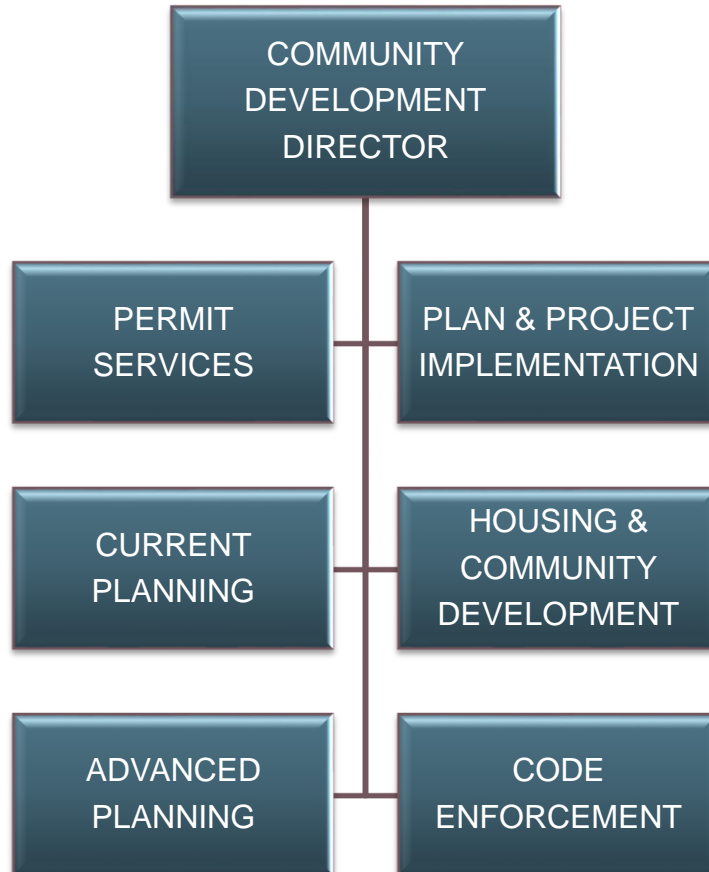 COMMUNITY
DEVELOPMENT
DIRECTOR
PERMIT
SERVICES
PLAN & PROJECT
IMPLEMENTATION
CURRENT
PLANNING
HOUSING &
COMMUNITY
DEVELOPMENT
ADVANCED
PLANNING
CODE
ENFORCEMENT